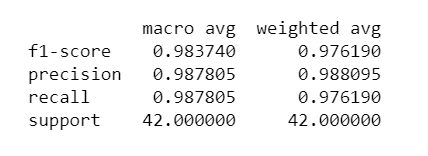 macro avg weighted avg
f1-score 0.983740 0.976190
precision 0.987805 0.988095
recall 0.987805 0.976190
support 42.000000 42.000000